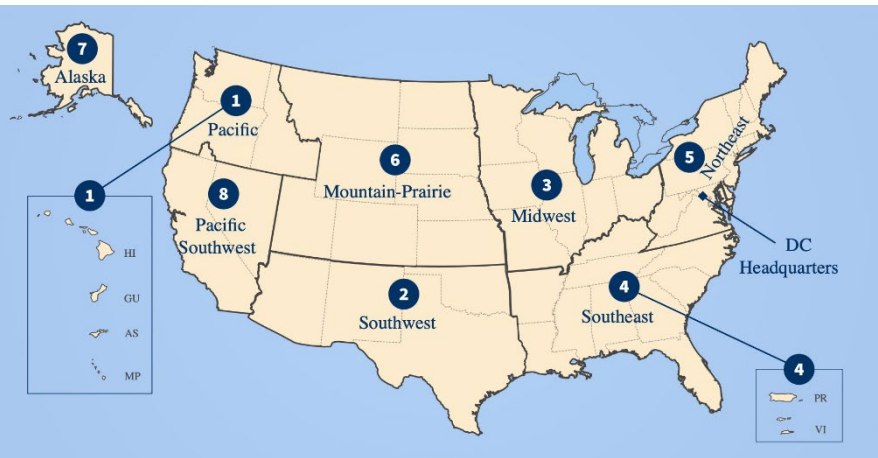 7
Alaska
1
Pacific
6
Mountain-Prairie
5
Northeast
3
Midwest
1
8
Pacific
Southwest
DC
Headquarters
HI
GU
AS
MP
2
Southwest
4
Southeast
4
PR
VI